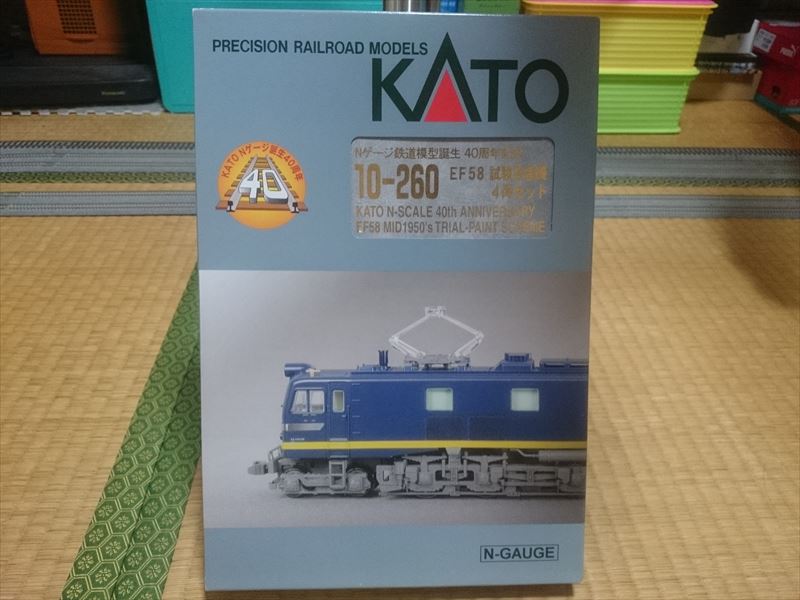 PRECISION RAILROAD MODELS
KATO
KATO Nゲージ誕生40周年
40
Nゲージ鉄道模型誕生 40周年記念
10-260 EF58 試験塗装機
4両セット
KATO N-SCALE 40th ANNIVERSARY
EF58 MID1950's TRIAL-PAINT SCHEME
N-GAUGE